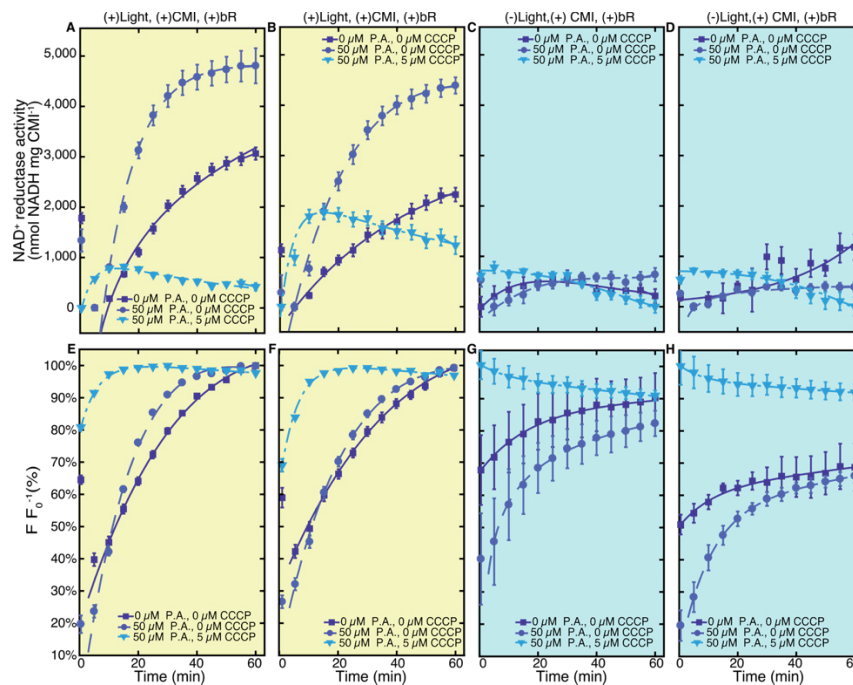 (+)Light, (+)CMI, (+)bR
(+)Light, (+)CMI, (+)bR
(-)Light,(+) CMI, (+)bR
(-)Light,(+) CMI,(+)bR
A
B
C
D
0 µM P.A., 0 µM CCCP
50 µM P.A., 0 µM CCCP
50 µM P.A., 5 µM CCCP
0 µM P.A., 0 µM CCCP
50 µM P.A., 0 µM CCCP
50 µM P.A., 5 µM CCCP
0 µM P.A., 0 µM CCCP
50 µM P.A., 0 µM CCCP
50 µM P.A., 5 µM CCCP
NAD⁺ reductase activity
(nmol NADH mg CMI⁻¹)
5,000
4,000
3,000
2,000
1,000
0
0 µM P.A., 0 µM CCCP
50 µM P.A., 0 µM CCCP
50 µM P.A., 5 µM CCCP
E
F
G
H
F F₀⁻¹(%)
100%
90%
80%
70%
60%
50%
40%
30%
20%
10%
0 µM P.A., 0 µM CCCP
50 µM P.A., 0 µM CCCP
50 µM P.A., 5 µM CCCP
0 µM P.A., 0 µM CCCP
50 µM P.A., 0 µM CCCP
50 µM P.A., 5 µM CCCP
0 µM P.A., 0 µM CCCP
50 µM P.A., 0 µM CCCP
50 µM P.A., 5 µM CCCP
0 µM P.A., 0 µM CCCP
50 µM P.A., 0 µM CCCP
50 µM P.A., 5 µM CCCP
0 20 40 60
0 20 40 60
0 20 40 60
0 20 40 60
Time (min)
Time (min)
Time (min)
Time (min)